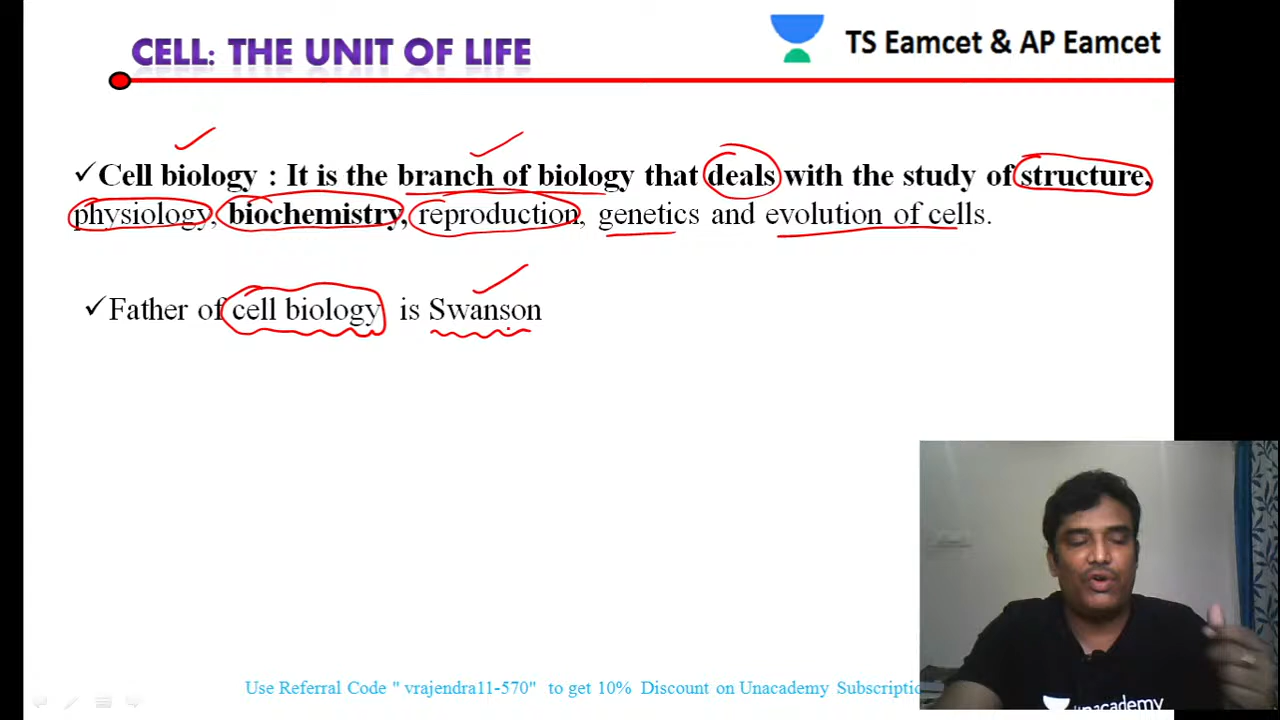 CELL: THE UNIT OF LIFE
TS Eamcet & AP Eamcet
✓Cell biology : It is the branch of biology that deals with the study of structure,
physiology, biochemistry, reproduction, genetics and evolution of cells.
✓Father of cell biology is Swanson
Use Referral Code " vrajendra11-570" to get 10% Discount on Unacademy Subscriptio
unacademy